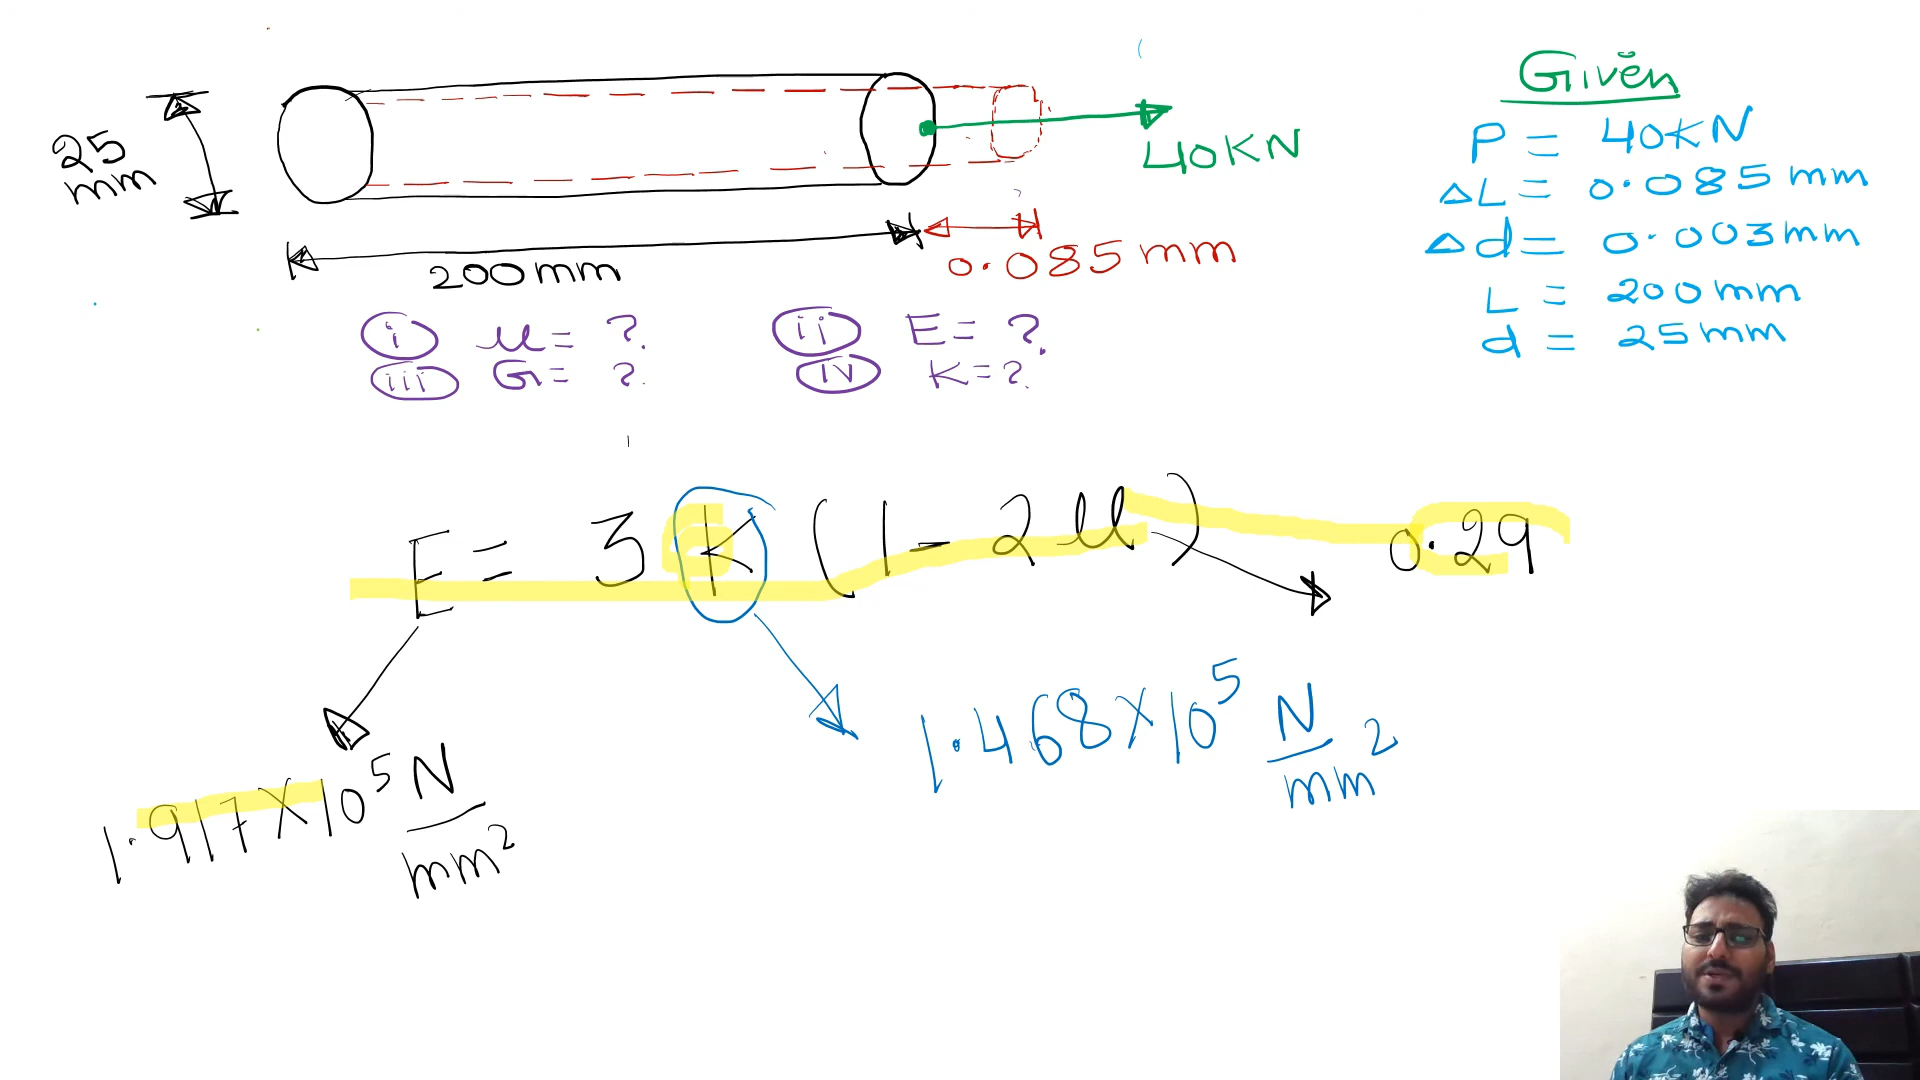 25
mm
40KN
200mm
0.085 mm
i μ = ?
ii E = ?
iii G = ?
iv K = ?
Given
P = 40KN
ΔL = 0.085 mm
Δd = 0.003mm
L = 200mm
d = 25mm
E = 3 K (1 - 2μ)
0.29
1.917 × 10^5 N/mm^2
1.468 × 10^5 N/mm^2